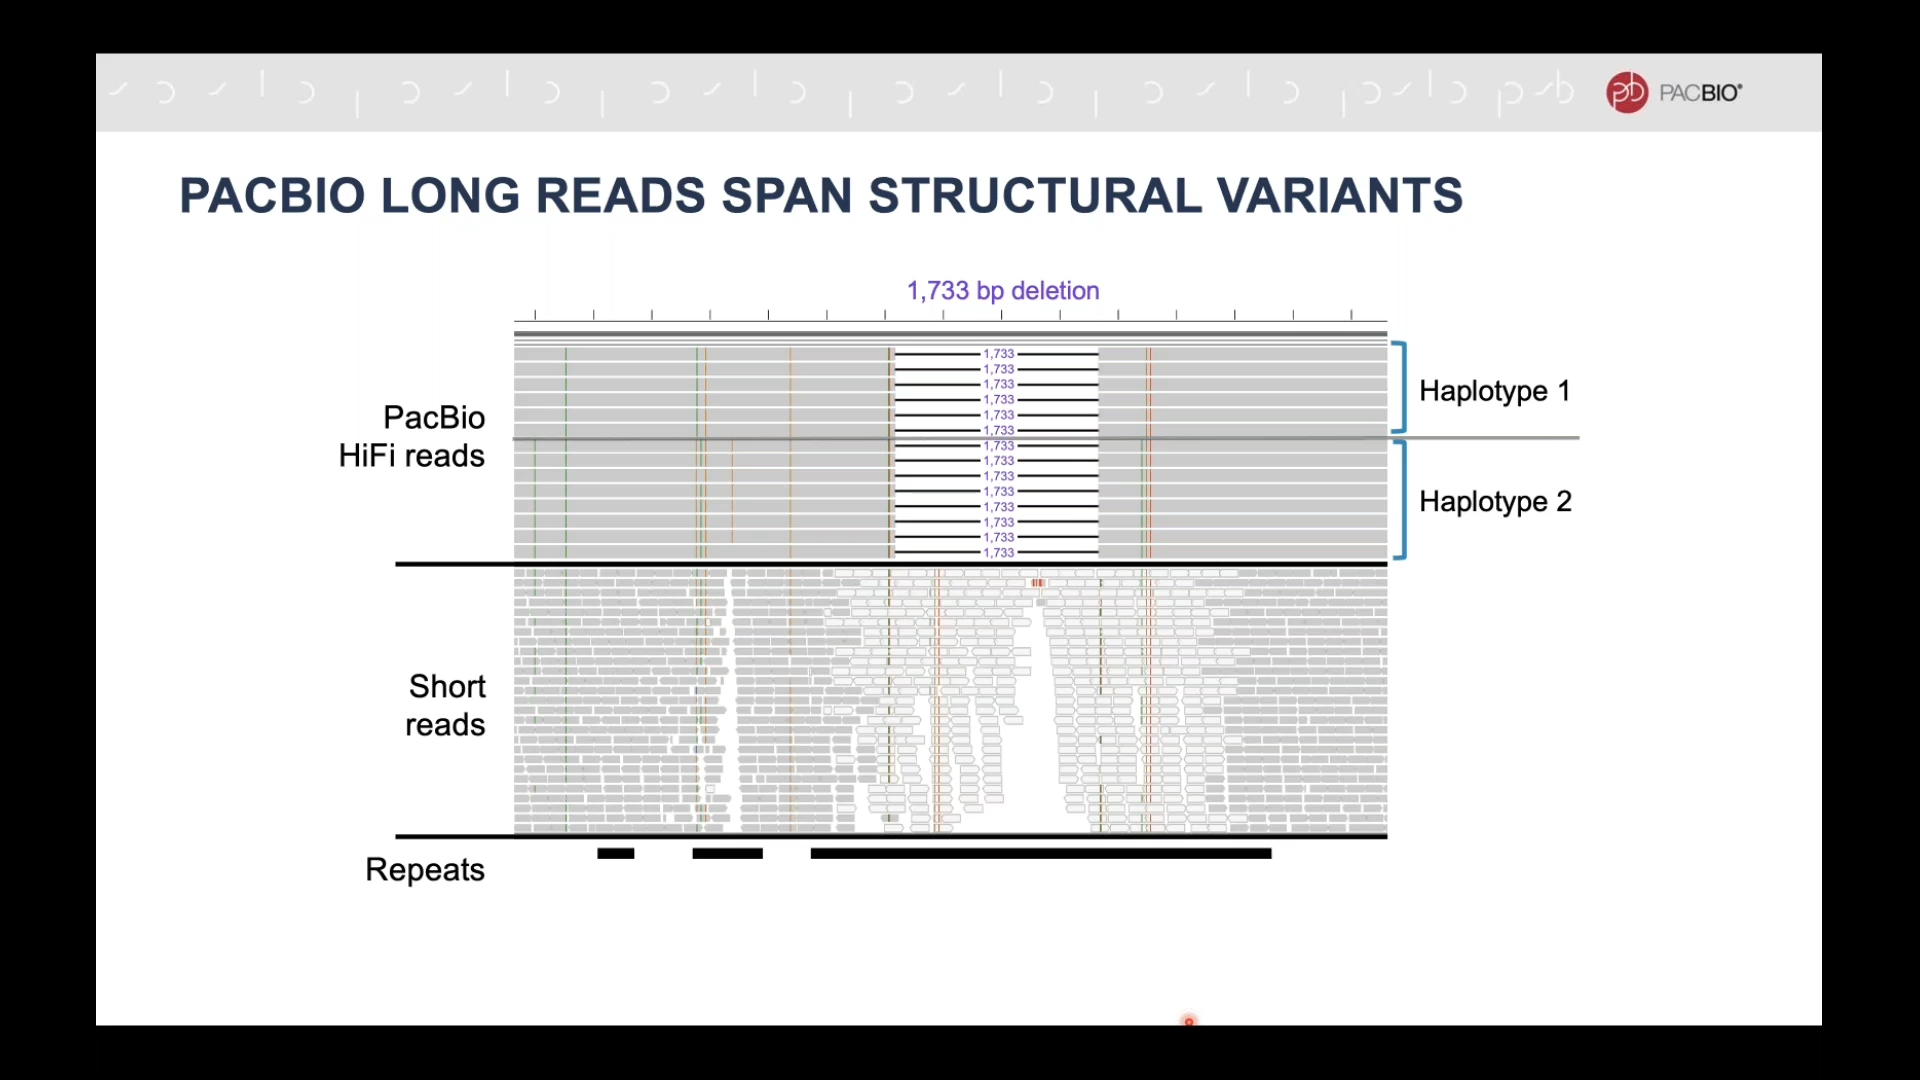 PACBIO®
PACBIO LONG READS SPAN STRUCTURAL VARIANTS
1,733 bp deletion
1,733
1,733
1,733
1,733
1,733
1,733
1,733
1,733
1,733
1,733
1,733
1,733
1,733
1,733
PacBio
HiFi reads
Haplotype 1
Haplotype 2
Short
reads
Repeats